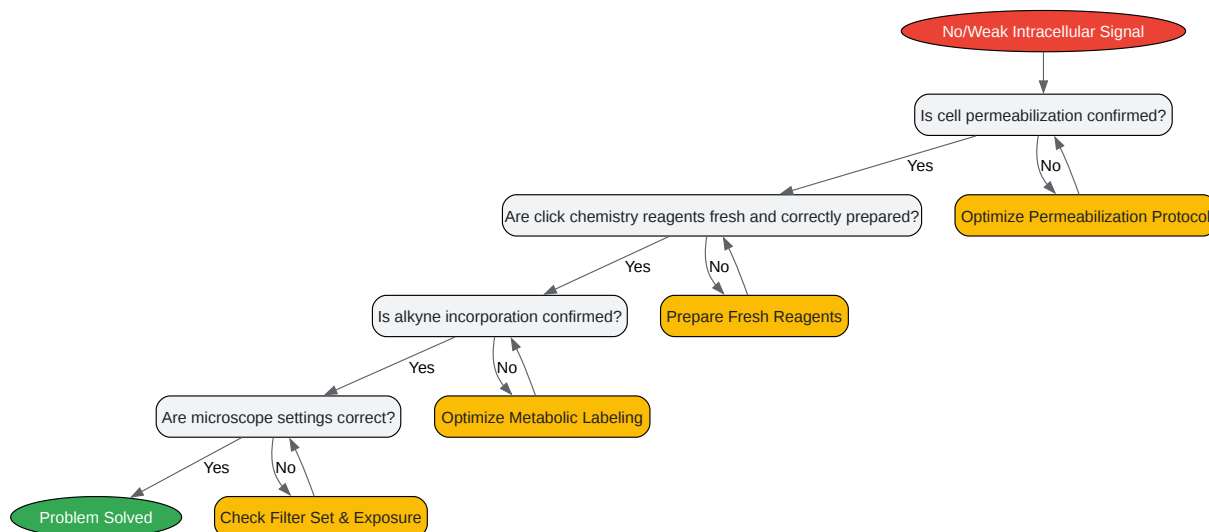 No/Weak Intracellular Signal
Is cell permeabilization confirmed?
Yes
No
Are click chemistry reagents fresh and correctly prepared?
Optimize Permeabilization Protocol
Yes
No
Is alkyne incorporation confirmed?
Prepare Fresh Reagents
Yes
No
Are microscope settings correct?
Optimize Metabolic Labeling
Yes
No
Problem Solved
Check Filter Set & Exposure